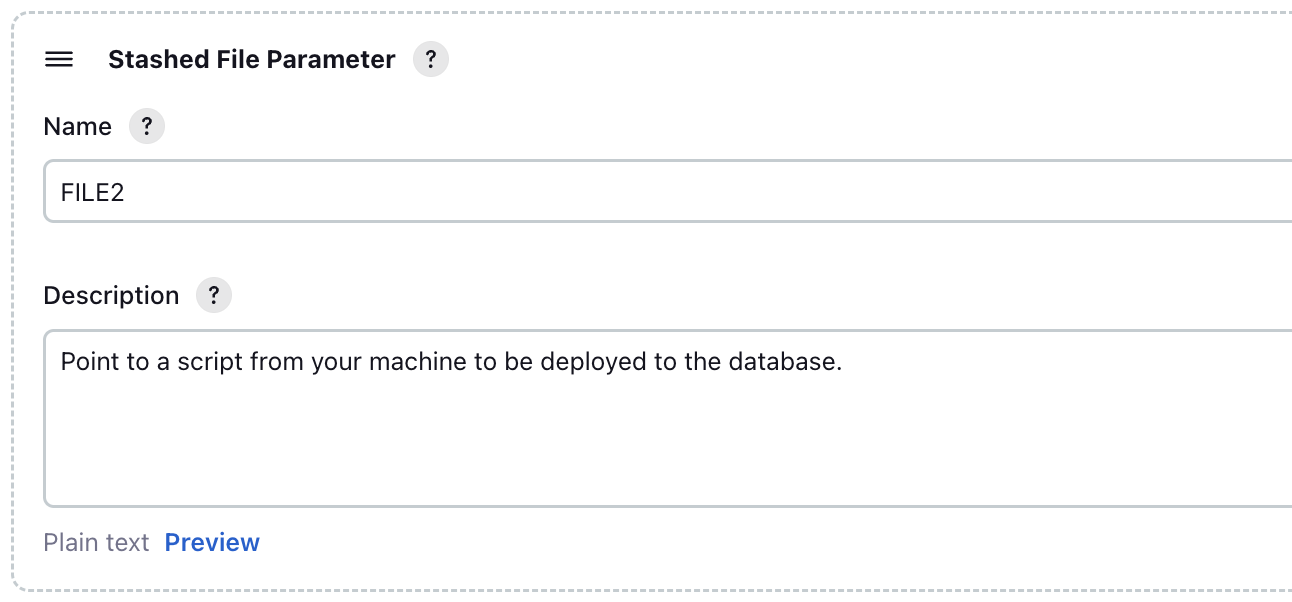 Stashed File Parameter ?
Name ?
FILE2
Description ?
Point to a script from your machine to be deployed to the database.
Plain text Preview